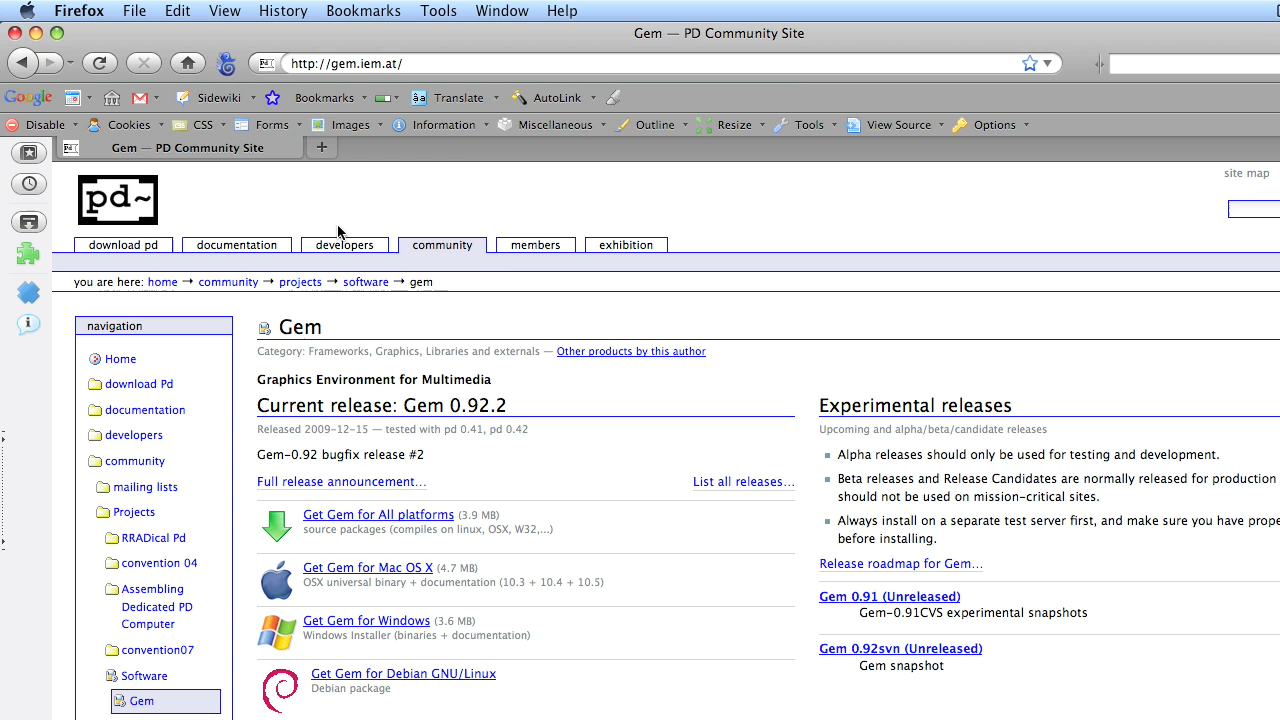 Firefox File Edit View History Bookmarks Tools Window Help
Gem — PD Community Site
http://gem.iem.at/
Google Sidewiki Bookmarks Translate AutoLink
Disable Cookies CSS Forms Images Information Miscellaneous Outline Resize Tools View Source Options
Gem — PD Community Site
site map
pd~
download pd documentation developers community members exhibition
you are here: home → community → projects → software → gem
navigation
Home
download Pd
documentation
developers
community
mailing lists
Projects
RRADical Pd
convention 04
Assembling
Dedicated PD
Computer
convention07
Software
Gem
Gem
Category: Frameworks, Graphics, Libraries and externals — Other products by this author
Graphics Environment for Multimedia
Current release: Gem 0.92.2
Released 2009-12-15 — tested with pd 0.41, pd 0.42
Gem-0.92 bugfix release #2
Full release announcement… List all releases…
Get Gem for All platforms (3.9 MB)
source packages (compiles on linux, OSX, W32,...)
Get Gem for Mac OS X (4.7 MB)
OSX universal binary + documentation (10.3 + 10.4 + 10.5)
Get Gem for Windows (3.6 MB)
Windows Installer (binaries + documentation)
Get Gem for Debian GNU/Linux
Debian package
Experimental releases
Upcoming and alpha/beta/candidate releases
Alpha releases should only be used for testing and development.
Beta releases and Release Candidates are normally released for production
should not be used on mission-critical sites.
Always install on a separate test server first, and make sure you have prope
before installing.
Release roadmap for Gem…
Gem 0.91 (Unreleased)
Gem-0.91CVS experimental snapshots
Gem 0.92svn (Unreleased)
Gem snapshot